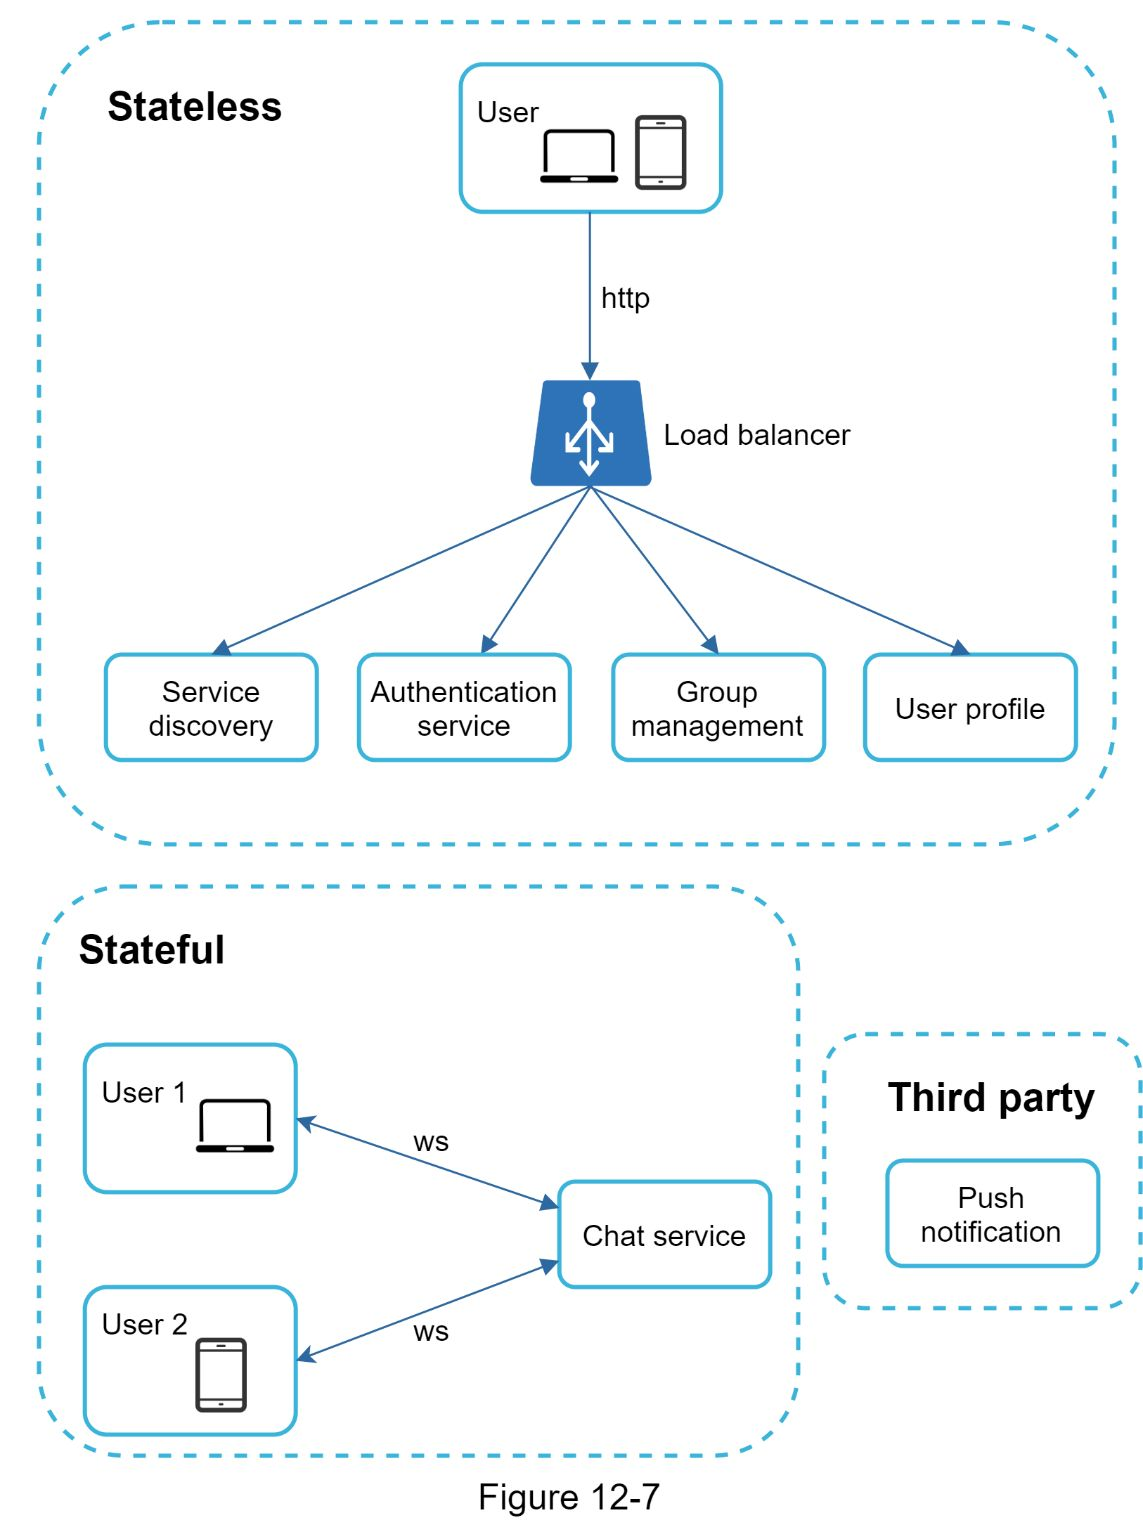 Stateless
User
http
Load balancer
Service
discovery
Authentication
service
Group
management
User profile
Stateful
User 1
ws
Chat service
User 2
ws
Third party
Push
notification
Figure 12-7